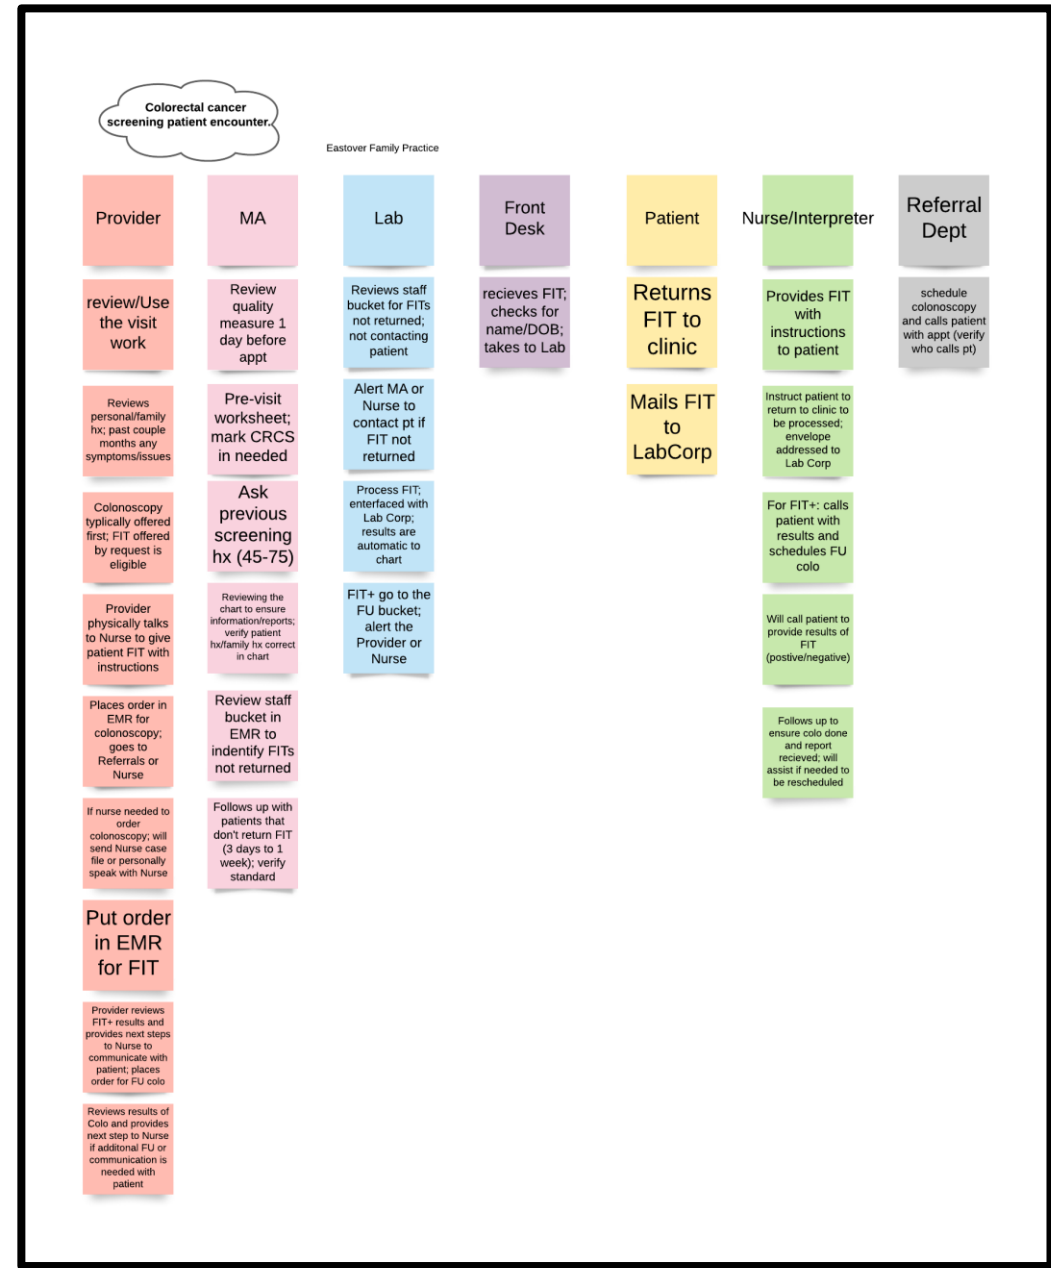 Colorectal cancer
screening patient encounter.
Eastover Family Practice
Provider
review/Use
the visit
work
Reviews
personal/family
hx; past couple
months any
symptoms/issues
Colonoscopy
typlically offered
first; FIT offered
by request is
eligible
Provider
physically talks
to Nurse to give
patient FIT with
instructions
Places order in
EMR for
colonoscopy;
goes to
Referrals or
Nurse
If nurse needed to
order
colonoscopy; will
send Nurse case
file or personally
speak with Nurse
Put order
in EMR
for FIT
Provider reviews
FIT+ results and
provides next steps
to Nurse to
communicate with
patient; places
order for FU colo
Reviews results of
Colo and provides
next step to Nurse
if additonal FU or
communication is
needed with
patient
MA
Review
quality
measure 1
day before
appt
Pre-visit
worksheet;
mark CRCS
in needed
Ask
previous
screening
hx (45-75)
Reviewing the
chart to ensure
information/reports;
verify patient
hx/family hx correct
in chart
Review staff
bucket in
EMR to
indentify FITs
not returned
Follows up with
patients that
don't return FIT
(3 days to 1
week); verify
standard
Lab
Reviews staff
bucket for FITs
not returned;
not contacting
patient
Alert MA or
Nurse to
contact pt if
FIT not
returned
Process FIT;
enterfaced with
Lab Corp;
results are
automatic to
chart
FIT+ go to the
FU bucket;
alert the
Provider or
Nurse
Front
Desk
recieves FIT;
checks for
name/DOB;
takes to Lab
Patient
Returns
FIT to
clinic
Mails FIT
to
LabCorp
Nurse/Interpreter
Provides FIT
with
instructions
to patient
Instruct patient to
return to clinic to
be processed;
envelope
addressed to
Lab Corp
For FIT+: calls
patient with
results and
schedules FU
colo
Will call patient to
provide results of
FIT
(postive/negative)
Follows up to
ensure colo done
and report
recieved; will
assist if needed to
be rescheduled
Referral
Dept
schedule
colonoscopy
and calls patient
with appt (verify
who calls pt)